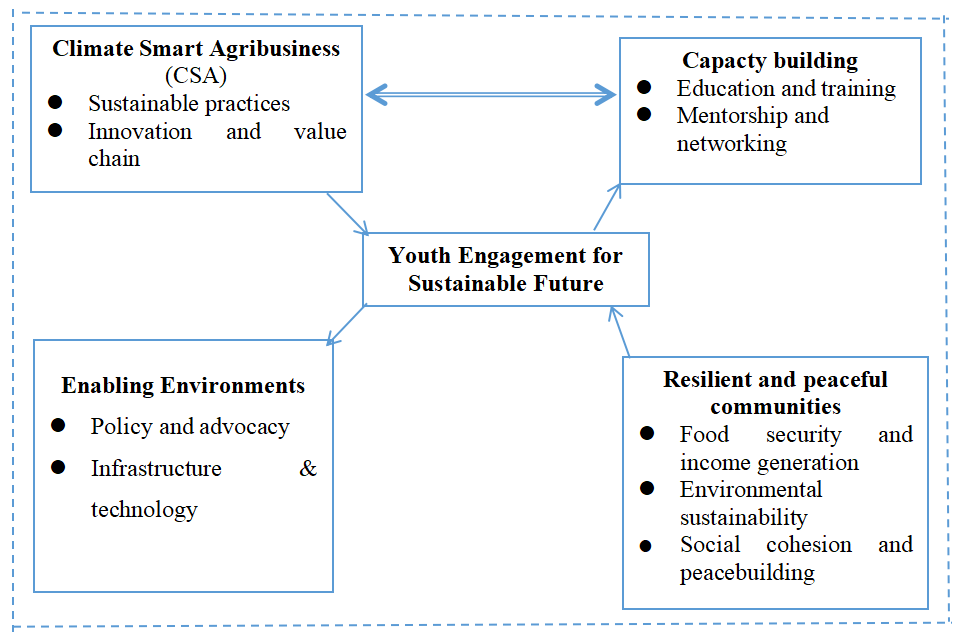 Climate Smart Agribusiness
(CSA)
● Sustainable practices
● Innovation and value
chain
Capacty building
● Education and training
● Mentorship and
networking
Youth Engagement for
Sustainable Future
Enabling Environments
● Policy and advocacy
● Infrastructure &
technology
Resilient and peaceful
communities
● Food security and
income generation
● Environmental
sustainability
● Social cohesion and
peacebuilding